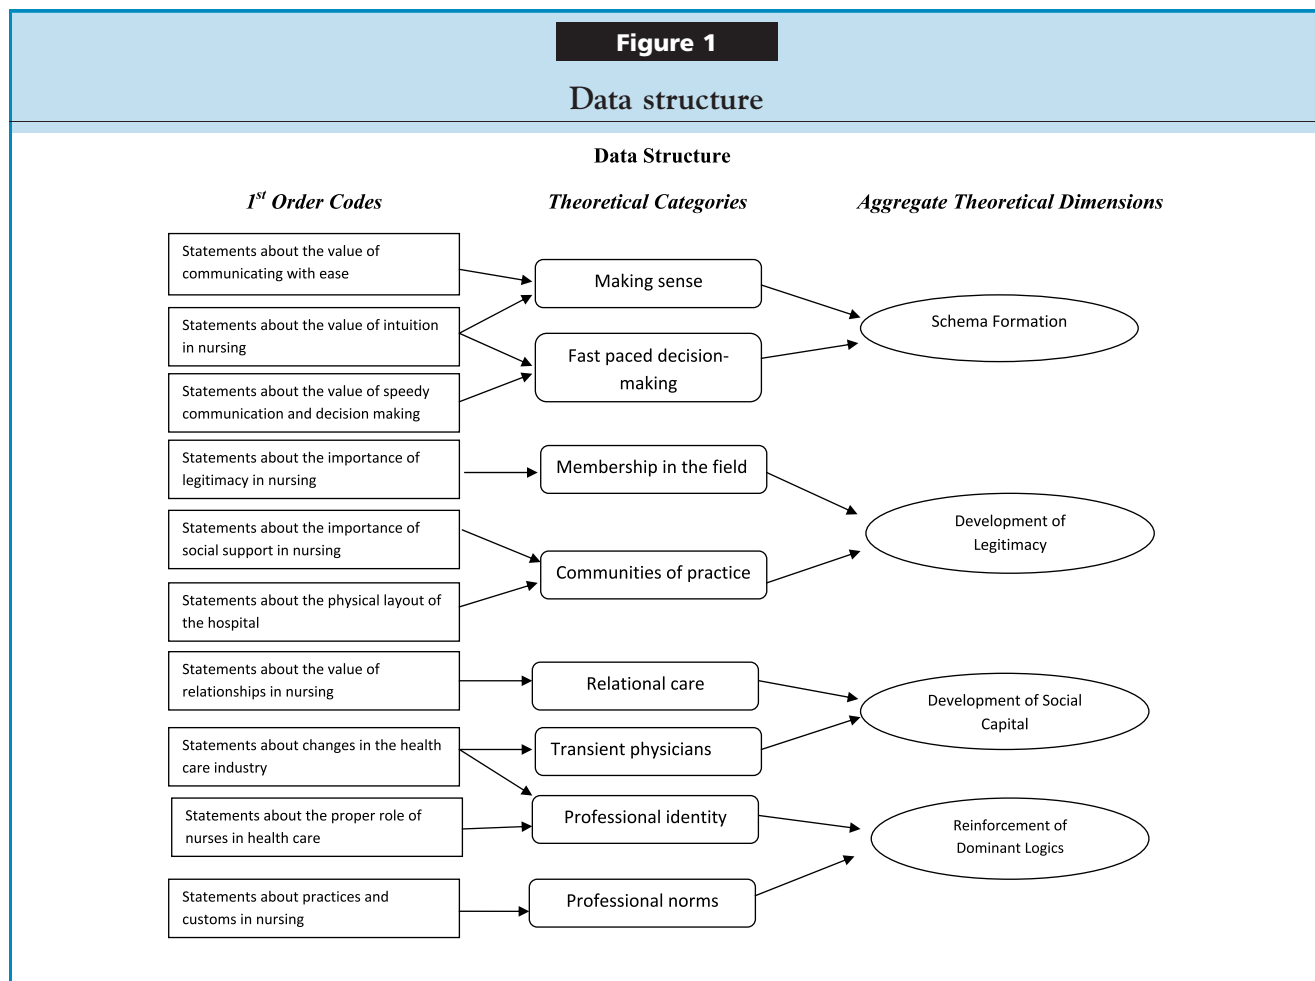 Figure 1
Data structure
Data Structure
1st Order Codes
Theoretical Categories
Aggregate Theoretical Dimensions
Statements about the value of
communicating with ease
Statements about the value of intuition
in nursing
Statements about the value of speedy
communication and decision making
Statements about the importance of
legitimacy in nursing
Statements about the importance of
social support in nursing
Statements about the physical layout of
the hospital
Statements about the value of
relationships in nursing
Statements about changes in the health
care industry
Statements about the proper role of
nurses in health care
Statements about practices and
customs in nursing
Making sense
Fast paced decision-
making
Membership in the field
Communities of practice
Relational care
Transient physicians
Professional identity
Professional norms
Schema Formation
Development of
Legitimacy
Development of Social
Capital
Reinforcement of
Dominant Logics